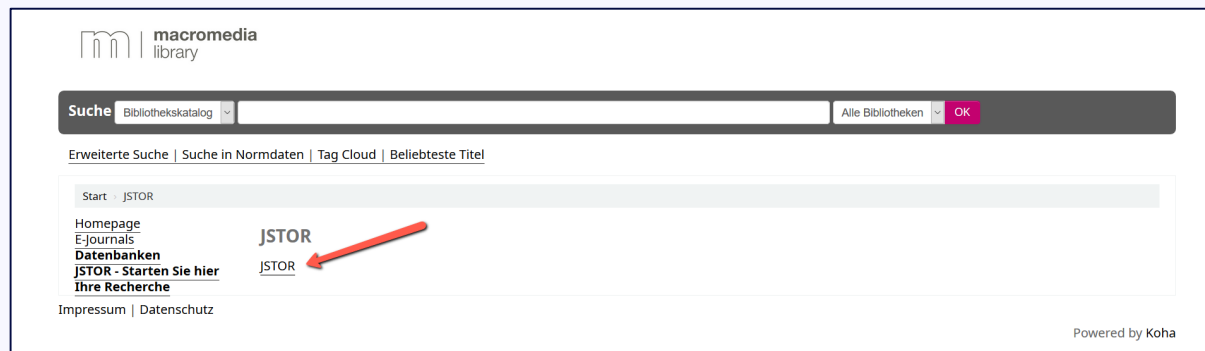 macromedia
library
Suche Bibliothekskatalog Alle Bibliotheken OK
Erweiterte Suche | Suche in Normdaten | Tag Cloud | Beliebteste Titel
Start JSTOR
Homepage
E-Journals
Datenbanken
JSTOR - Starten Sie hier
Ihre Recherche
JSTOR
JSTOR
Impressum | Datenschutz
Powered by Koha